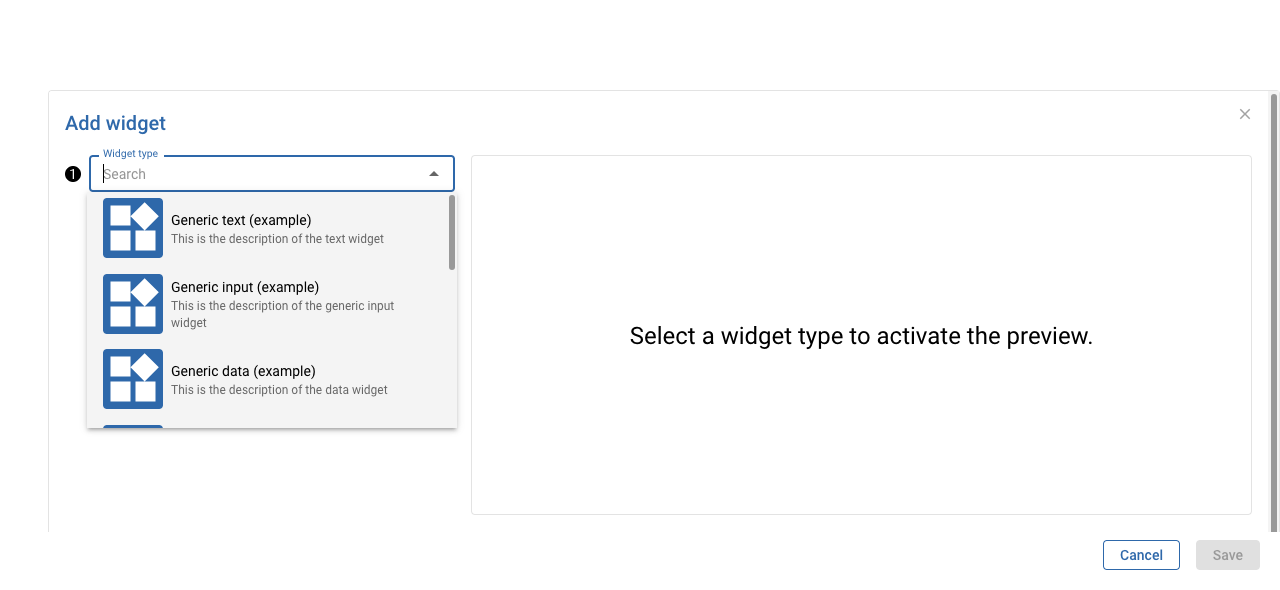 Add widget
Widget type
1
Search
Generic text (example)
This is the description of the text widget
Generic input (example)
This is the description of the generic input
widget
Generic data (example)
This is the description of the data widget
Select a widget type to activate the preview.
Cancel
Save